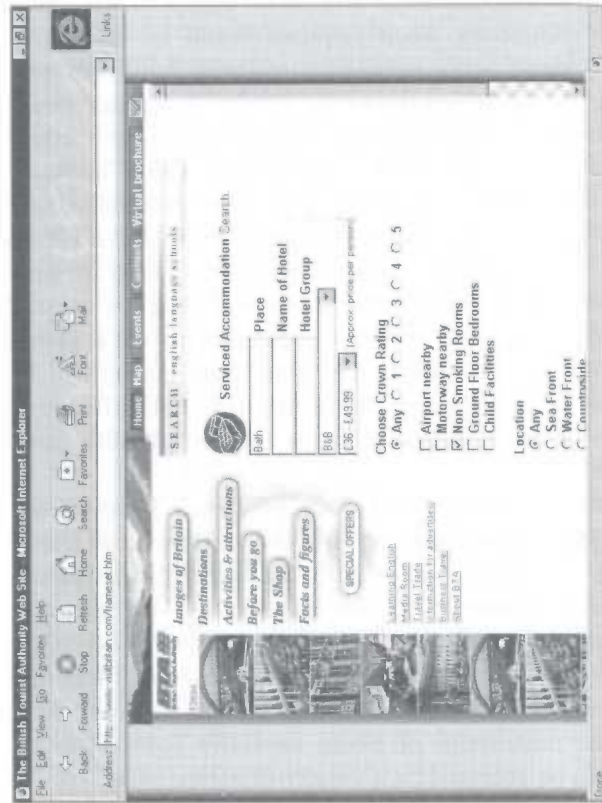 The British Tourist Authority Web Site Microsoft Internet Explorer
File Edit View Go Favorites Help
Back Forward Stop Refresh Home Search Favorites Print Font Mail
Address http://www.visitbritain.com/frameset.htm Links
Home Map Events Contents Virtual brochure
SEARCH english language schools
Images of Britain
Destinations
Activities & attractions
Before you go
The Shop
Facts and figures
SPECIAL OFFERS
Learning English
Media Room
Travel Trade
Information for advertisers
Business Travel
About BTA
Serviced Accommodation Search
Bath Place
Name of Hotel
Hotel Group
B&B
£36 - £49.99 (Approx. price per person)
Choose Crown Rating
Any 1 2 3 4 5
Airport nearby
Motorway nearby
Non Smoking Rooms
Ground Floor Bedrooms
Child Facilities
Location
Any
Sea Front
Water Front
Countryside